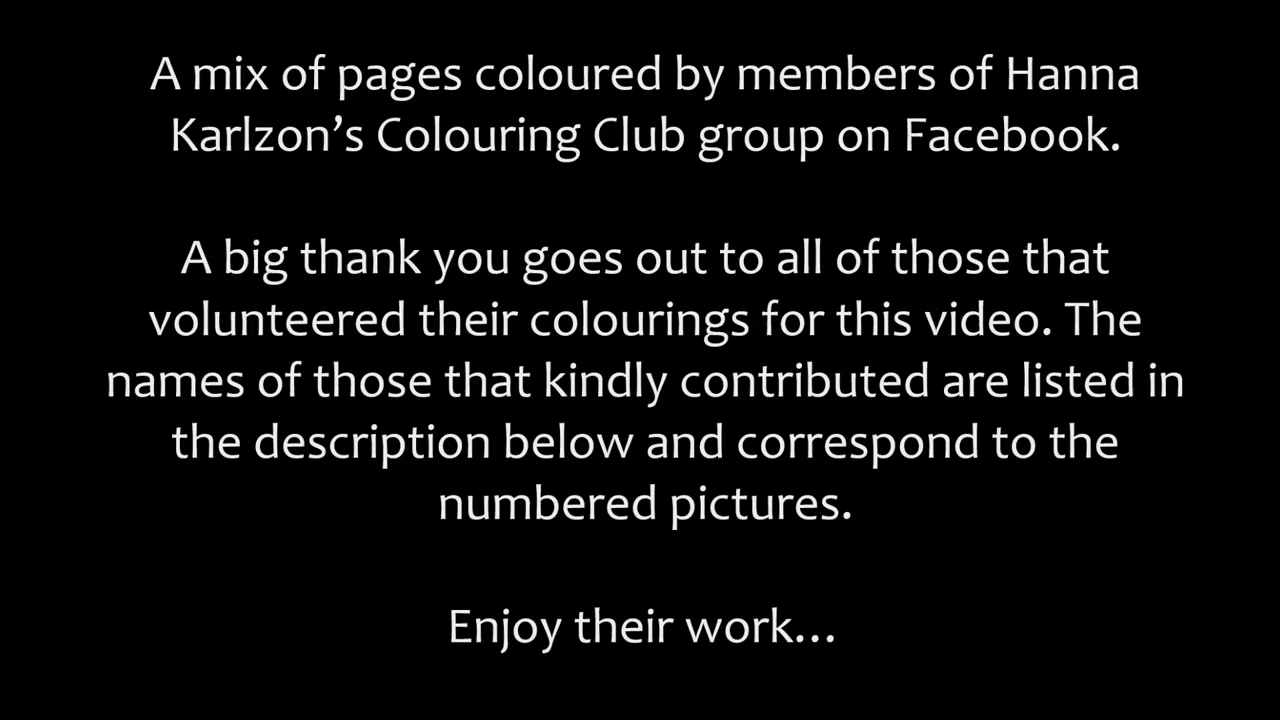 A mix of pages coloured by members of Hanna
Karlzon’s Colouring Club group on Facebook.
A big thank you goes out to all of those that
volunteered their colourings for this video. The
names of those that kindly contributed are listed in
the description below and correspond to the
numbered pictures.
Enjoy their work…